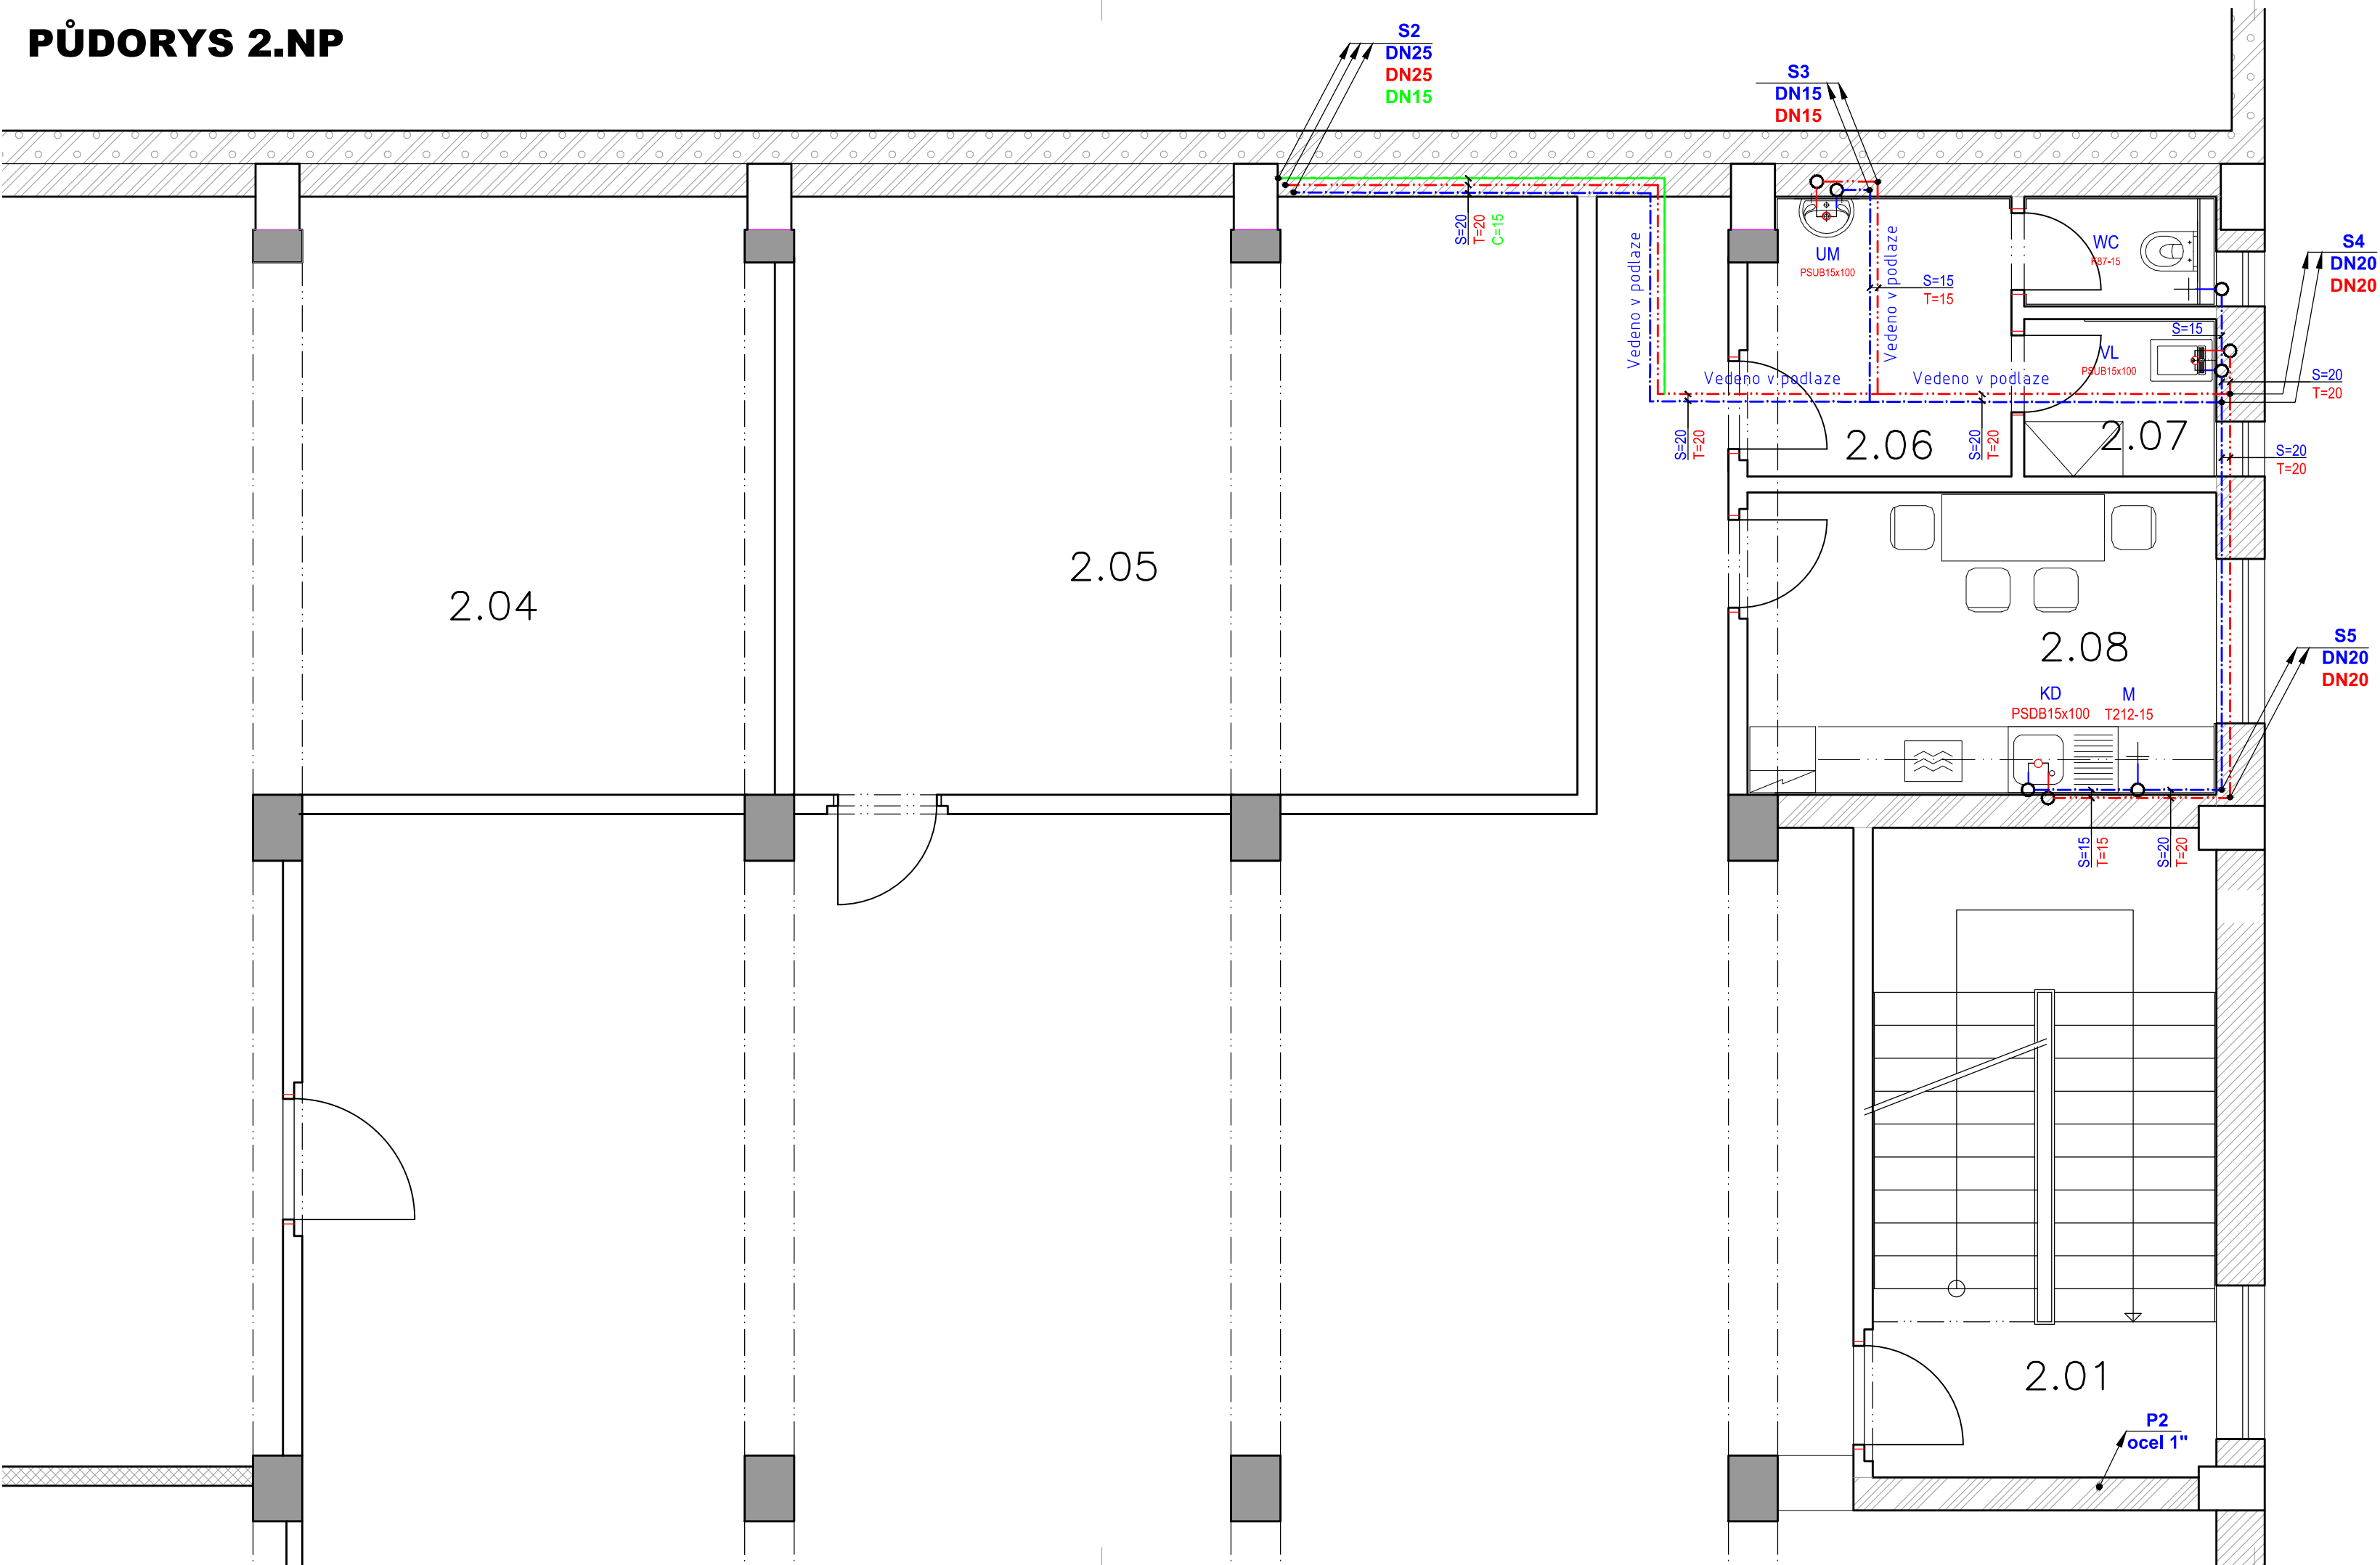 PŮDORYS 2.NP
S2
DN25
DN25
DN15
S3
DN15
DN15
S=20
T=20
C=15
Vedeno v podlaze
UM
PSUB15x100
Vedeno v podlaze
S=15
T=15
WC
K87-15
S4
DN20
DN20
S=15
VL
PSUB15x100
Vedeno v podlaze
Vedeno v podlaze
S=20
T=20
S=20
T=20
2.06
S=20
T=20
2.07
S=20
T=20
2.04
2.05
2.08
S5
DN20
DN20
KD
PSDB15x100
M
T212-15
S=15
T=15
S=20
T=20
2.01
P2
ocel 1"